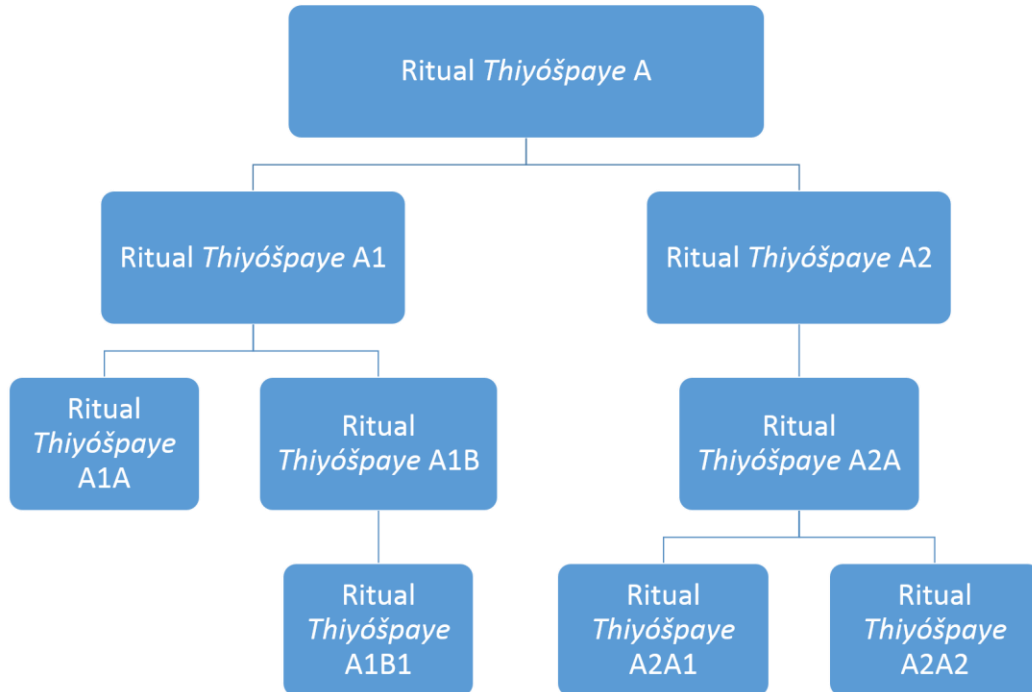 Ritual Thiyóšpaye A
Ritual Thiyóšpaye A1
Ritual Thiyóšpaye A2
Ritual
Thiyóšpaye
A1A
Ritual
Thiyóšpaye A1B
Ritual
Thiyóšpaye A2A
Ritual
Thiyóšpaye
A1B1
Ritual
Thiyóšpaye
A2A1
Ritual
Thiyóšpaye
A2A2